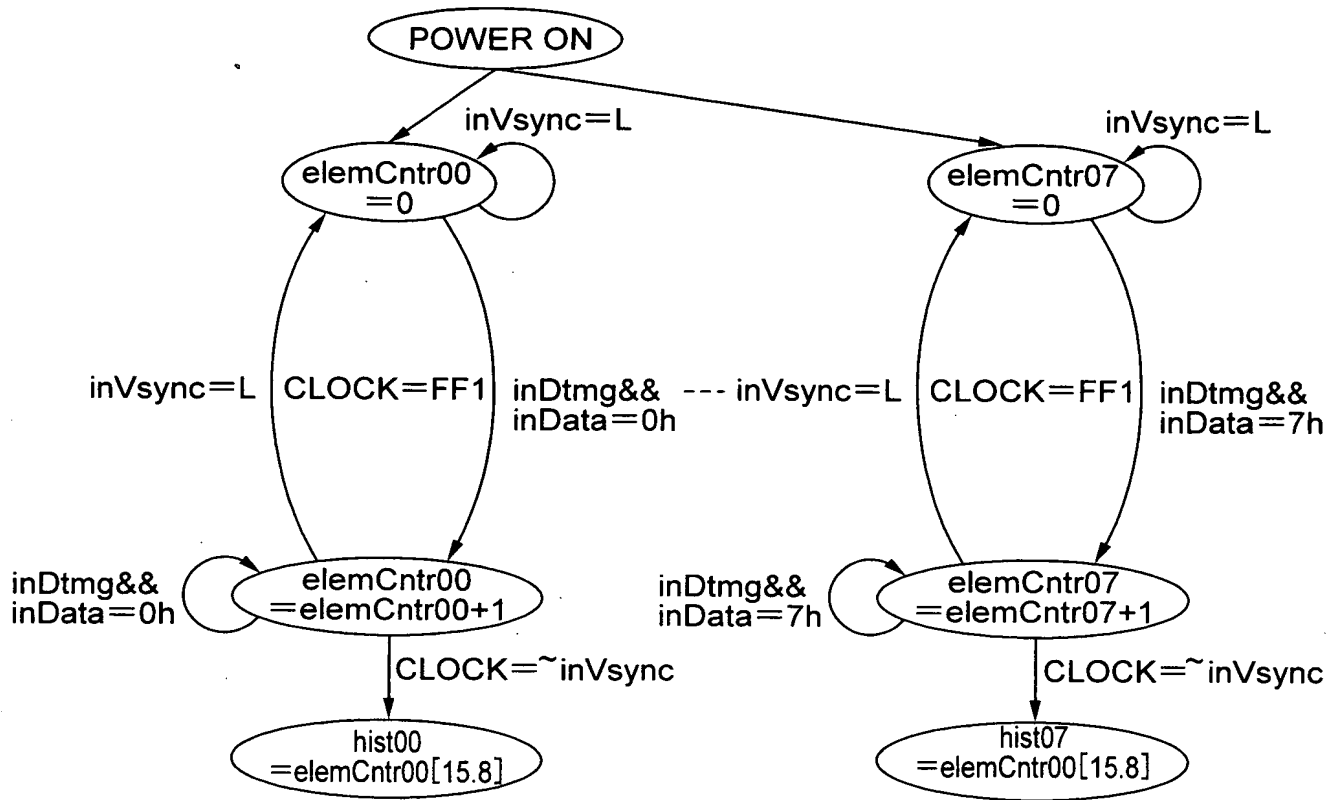 POWER ON
inVsync=L
inVsync=L
elemCntr00
=0
elemCntr07
=0
inVsync=L
CLOCK=FF1
inDtmg&&
inData=0h
---
inVsync=L
CLOCK=FF1
inDtmg&&
inData=7h
inDtmg&&
inData=0h
elemCntr00
=elemCntr00+1
inDtmg&&
inData=7h
elemCntr07
=elemCntr07+1
CLOCK=~inVsync
CLOCK=~inVsync
hist00
=elemCntr00[15.8]
hist07
=elemCntr00[15.8]